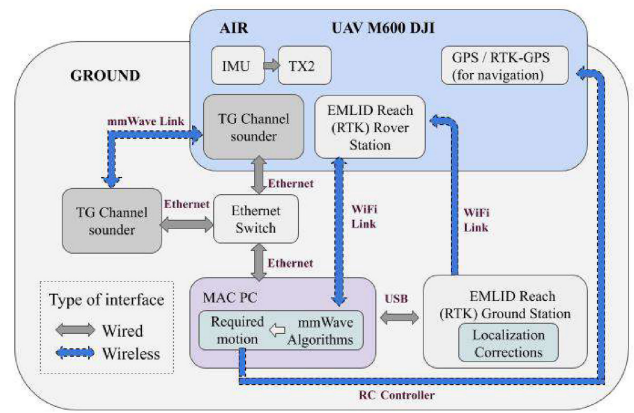 AIR
UAV M600 DJI
GROUND
IMU
TX2
GPS / RTK-GPS
(for navigation)
mmWave Link
TG Channel
sounder
EMLID Reach
(RTK) Rover
Station
Ethernet
Ethernet
TG Channel
sounder
Ethernet
Switch
WiFi
Link
WiFi
Link
Ethernet
MAC PC
USB
EMLID Reach
(RTK) Ground Station
Type of interface
Wired
Wireless
Required
motion
mmWave
Algorithms
Localization
Corrections
RC Controller